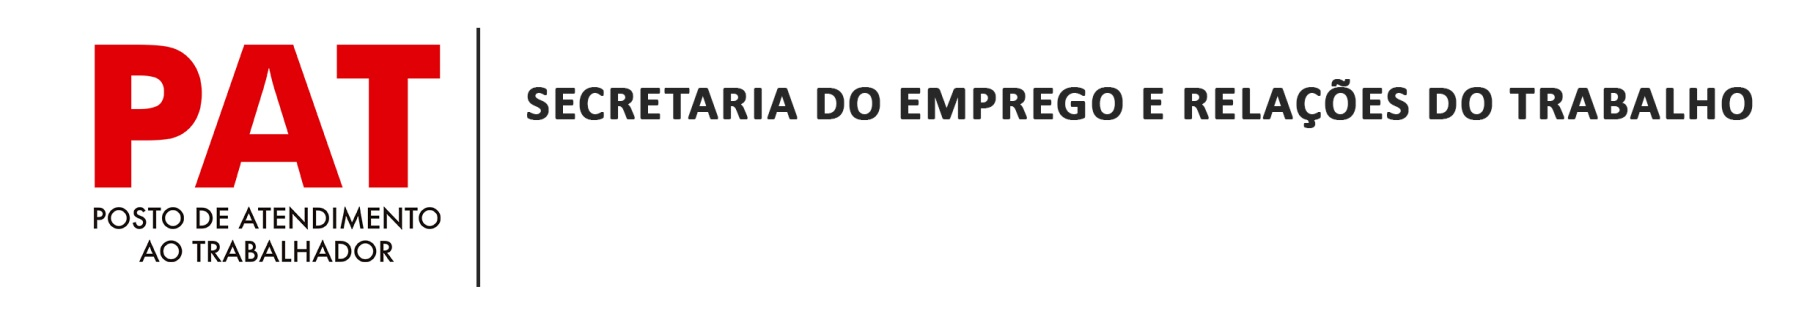 PAT
POSTO DE ATENDIMENTO
AO TRABALHADOR
SECRETARIA DO EMPREGO E RELAÇÕES DO TRABALHO